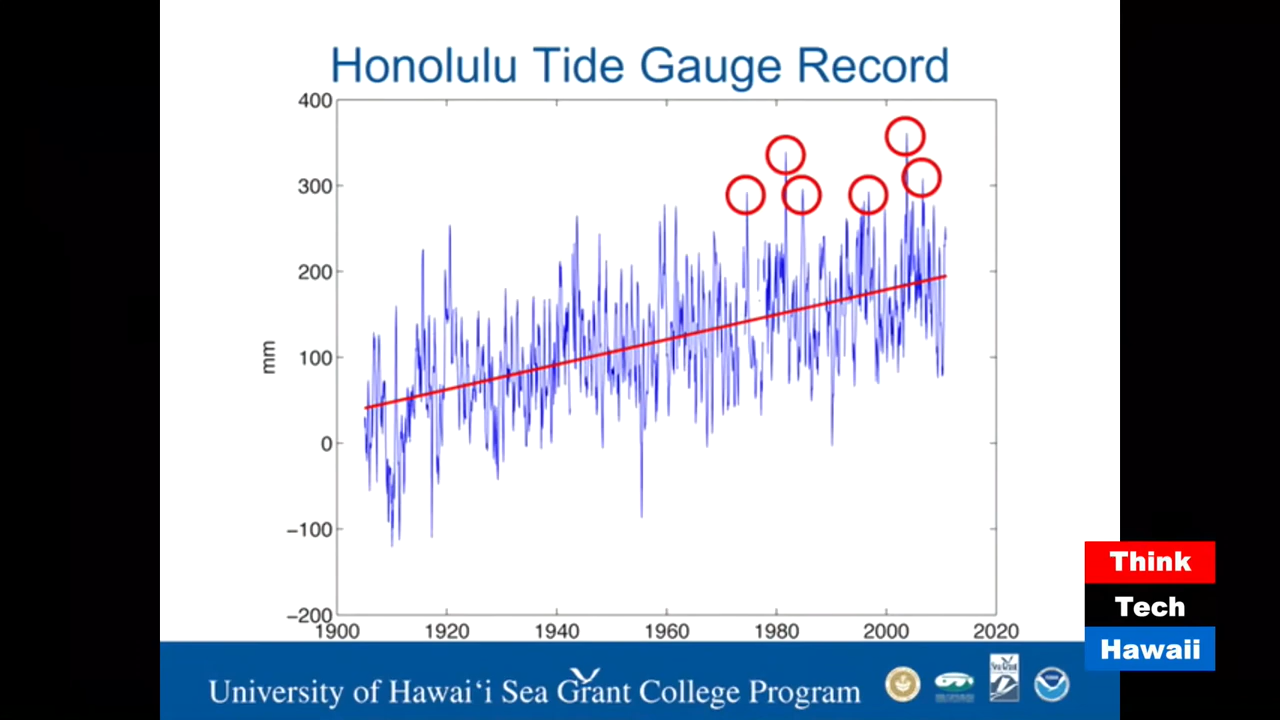 Honolulu Tide Gauge Record
400
300
200
100
0
−100
−200
mm
1900 1920 1940 1960 1980 2000 2020
Think
Tech
Hawaii
University of Hawaiʻi Sea Grant College Program